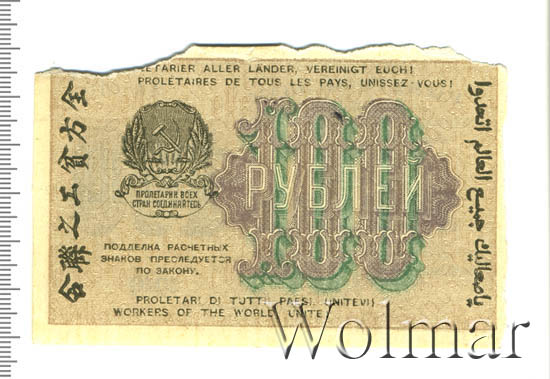 LETARIER ALLER LÄNDER, VEREINIGT EUCH!
PROLÉTAIRES DE TOUS LES PAYS, UNISSEZ-VOUS!
ПРОЛЕТАРИИ ВСЕХ
СТРАН СОЕДИНЯЙТЕСЬ
100
РУБЛЕЙ
ПОДДЕЛКА РАСЧЕТНЫХ
ЗНАКОВ ПРЕСЛЕДУЕТСЯ
ПО ЗАКОНУ.
PROLETARI DI TUTTI PAESI, UNITEVI!
WORKERS OF THE WORLD UNITE!
Wolmar